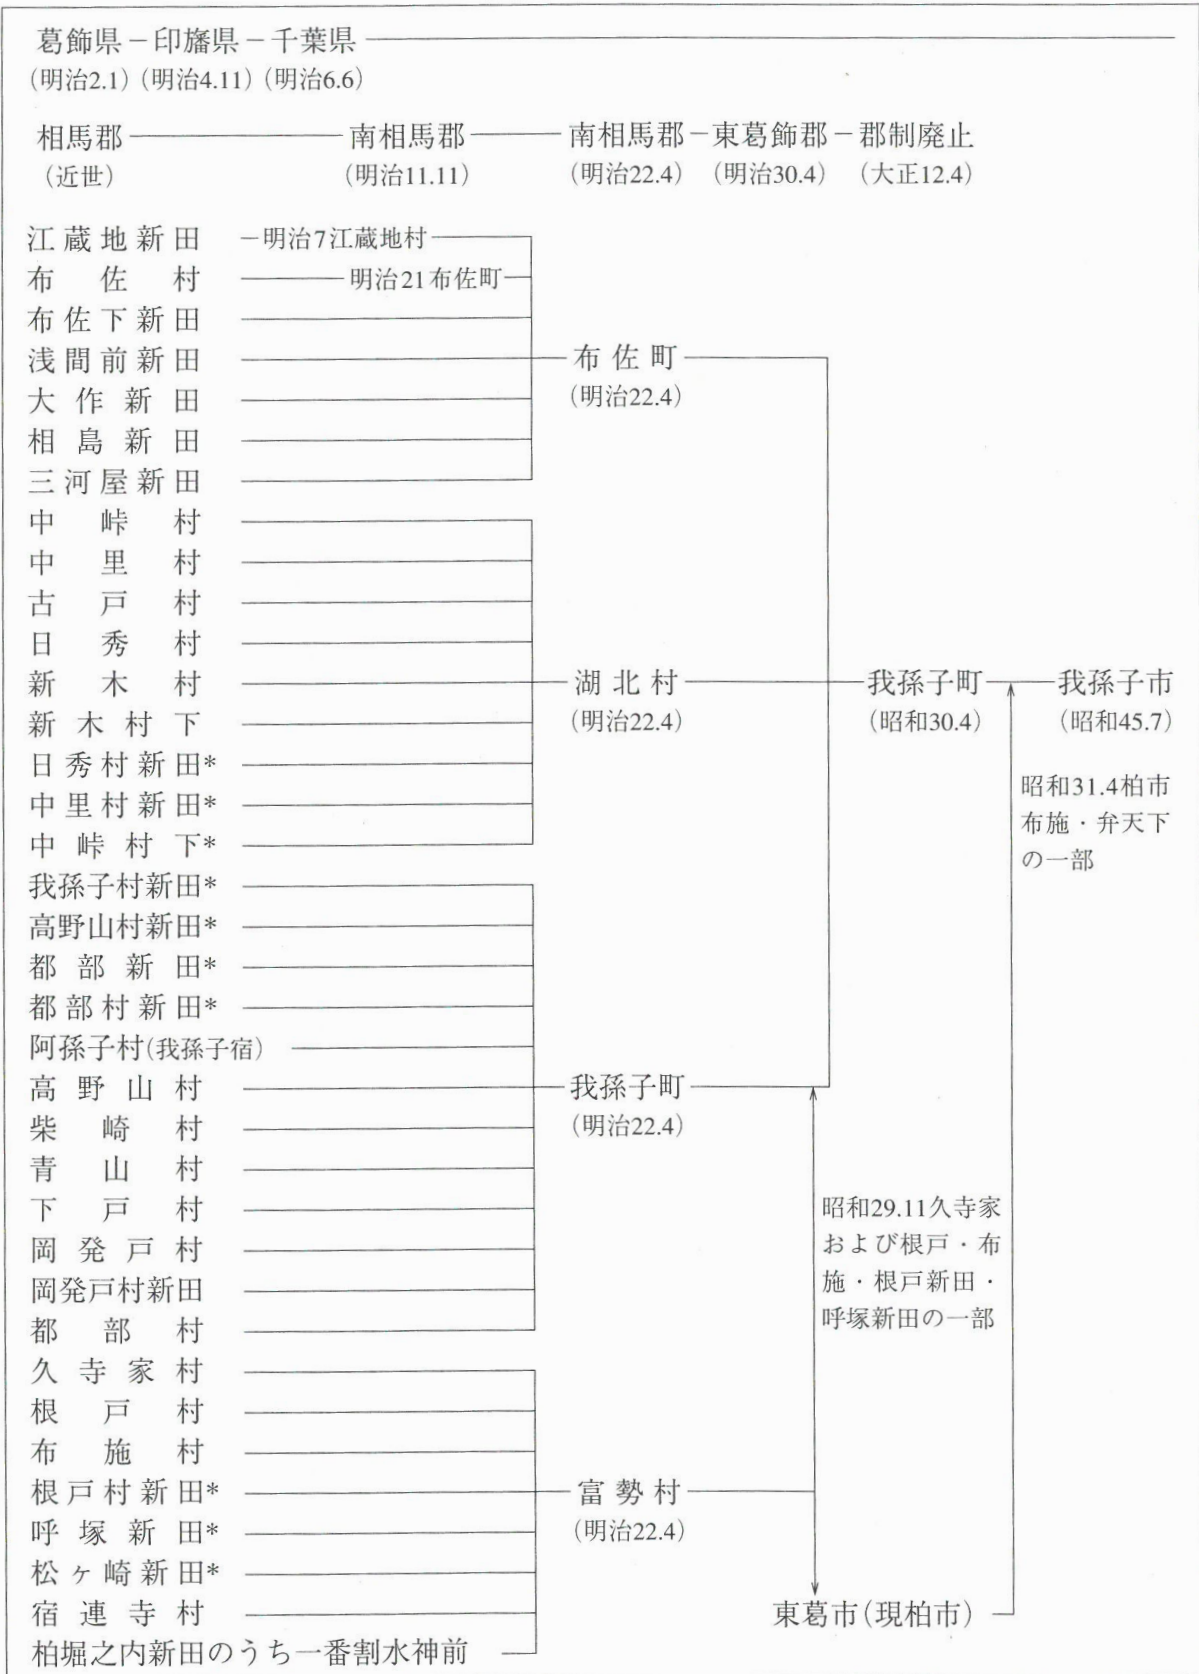 葛飾県－印旛県－千葉県
(明治2.1) (明治4.11) (明治6.6)
相馬郡 南相馬郡 南相馬郡－東葛飾郡－郡制廃止
(近世) (明治11.11) (明治22.4) (明治30.4) (大正12.4)
江蔵地新田 －明治7江蔵地村
布佐村 明治21布佐町
布佐下新田
浅間前新田 布佐町
大作新田 (明治22.4)
相島新田
三河屋新田
中峠村
中里村
古戸村
日秀村
新木村 湖北村 我孫子町 我孫子市
新木村下 (明治22.4) (昭和30.4) (昭和45.7)
日秀村新田*
中里村新田*
中峠村下*
昭和31.4柏市
布施・弁天下
の一部
我孫子村新田*
高野山村新田*
都部新田*
都部村新田*
阿孫子村(我孫子宿)
高野山村 我孫子町
柴崎村 (明治22.4)
青山村
下戸村
岡発戸村
岡発戸村新田
都部村
昭和29.11久寺家
および根戸・布
施・根戸新田・
呼塚新田の一部
久寺家村
根戸村
布施村
根戸村新田* 富勢村
呼塚新田* (明治22.4)
松ヶ崎新田*
宿連寺村 東葛市(現柏市)
柏堀之内新田のうち一番割水神前